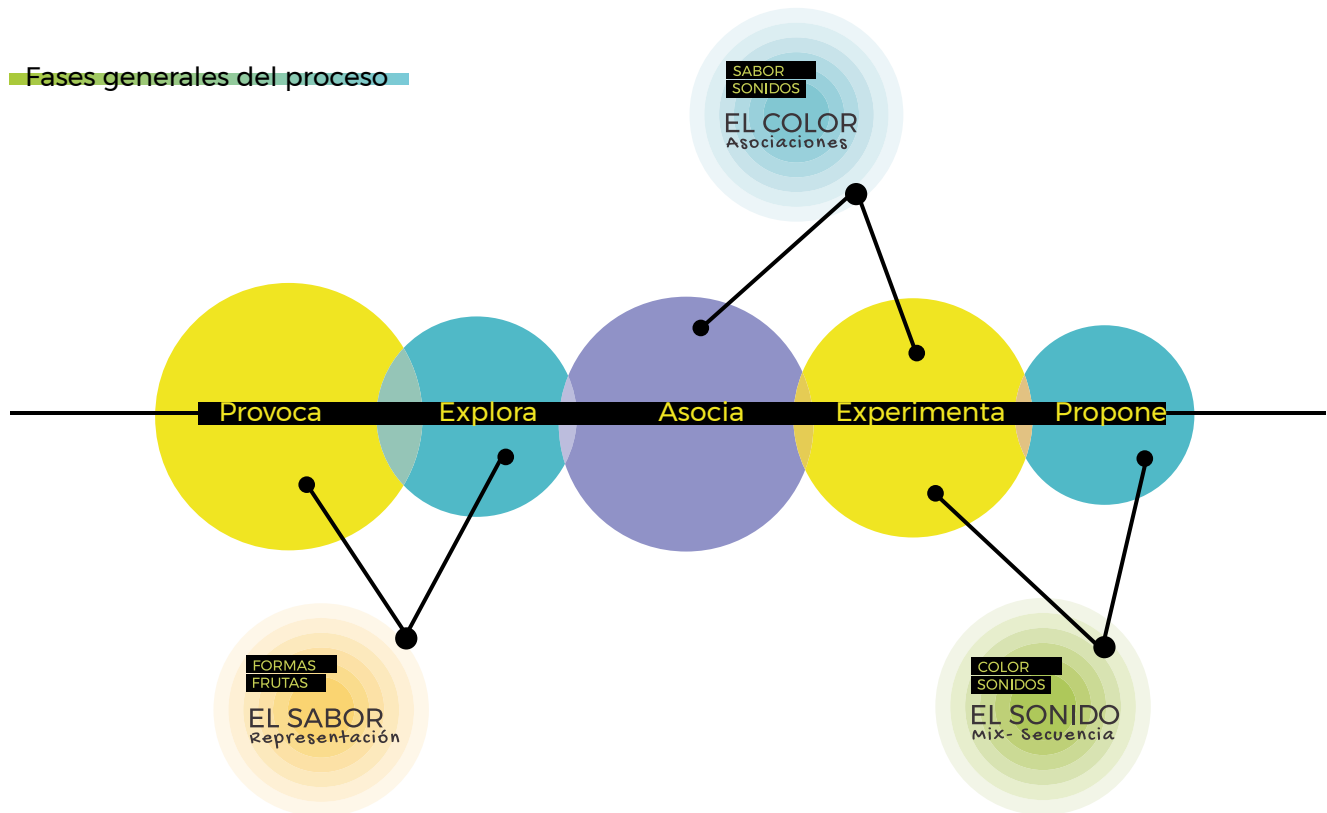 Fases generales del proceso
SABOR
SONIDOS
EL COLOR
Asociaciones
Provoca Explora Asocia Experimenta Propone
FORMAS
FRUTAS
EL SABOR
Representación
COLOR
SONIDOS
EL SONIDO
Mix- Secuencia